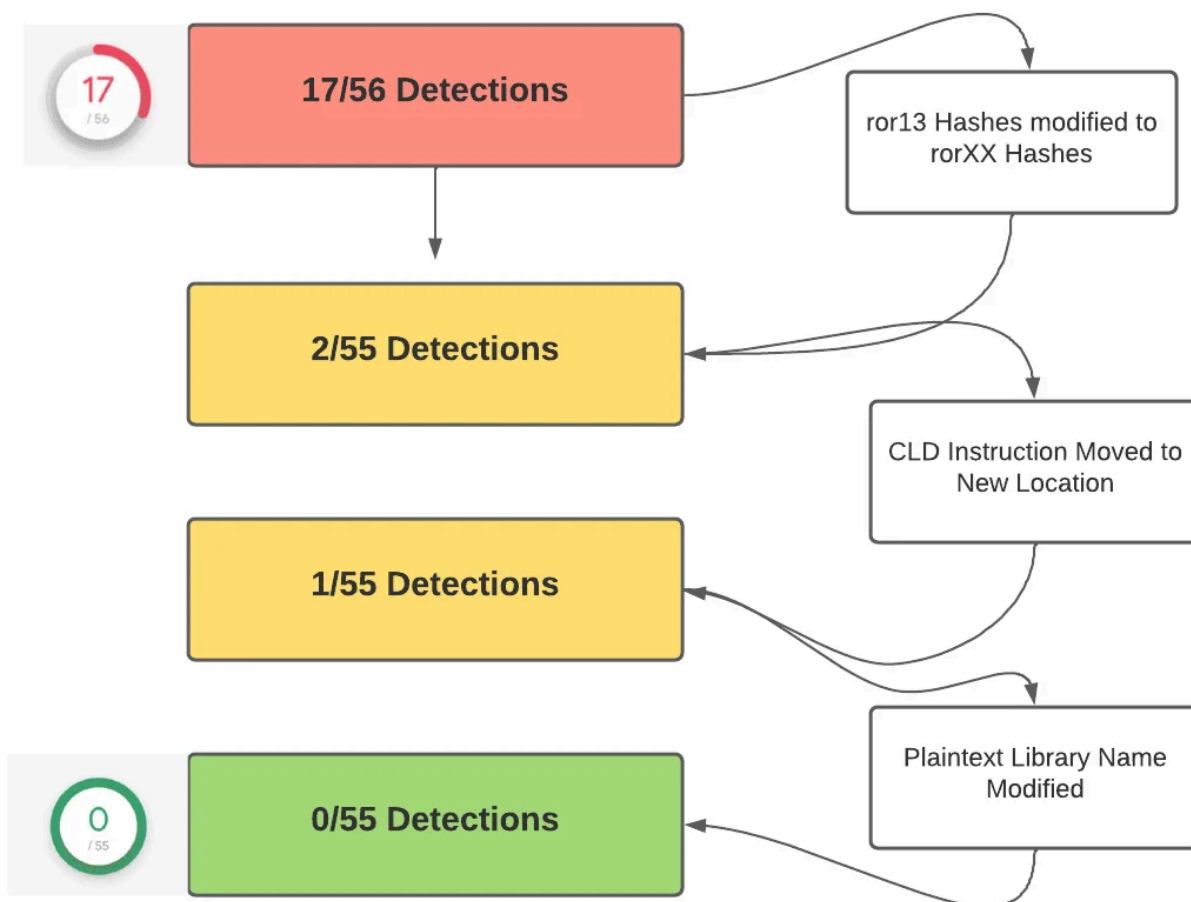 17
/ 56
17/56 Detections
ror13 Hashes modified to
rorXX Hashes
2/55 Detections
CLD Instruction Moved to
New Location
1/55 Detections
Plaintext Library Name
Modified
0
/ 55
0/55 Detections